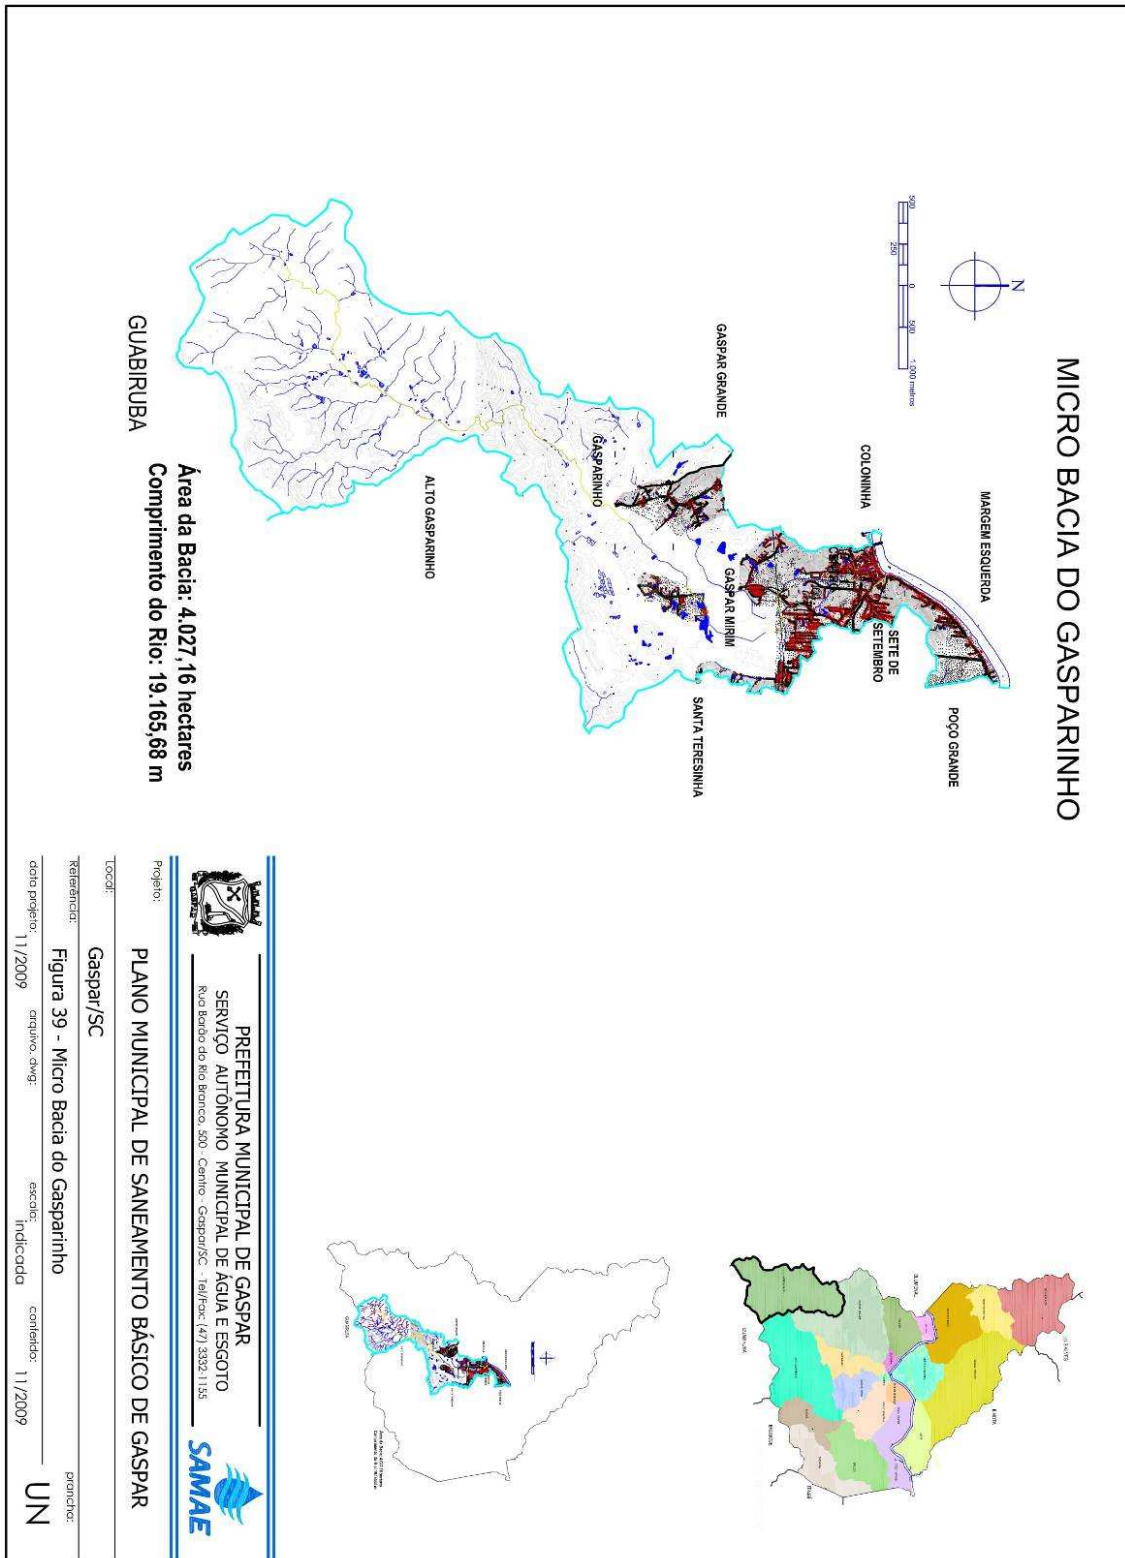 MICRO BACIA DO GASPARINHO
N
500
250
0
500
1.000 metros
MARGEM ESQUERDA
POÇO GRANDE
COLONINHA
SETE DE
SETEMBRO
GASPAR GRANDE
GASPAR MIRIM
SANTA TERESINHA
GASPARINHO
ALTO GASPARINHO
GUABIRUBA
Área da Bacia: 4.027,16 hectares
Comprimento do Rio: 19.165,68 m
GASPAR
PREFEITURA MUNICIPAL DE GASPAR
SERVIÇO AUTÔNOMO MUNICIPAL DE ÁGUA E ESGOTO
Rua Barão do Rio Branco, 500 - Centro - Gaspar/SC - Tel/Fax: (47) 3332-1155
SAMAE
Projeto:
PLANO MUNICIPAL DE SANEAMENTO BÁSICO DE GASPAR
Local:
Gaspar/SC
Referência:
Figura 39 - Micro Bacia do Gasparinho
data projeto: 11/2009
arquivo.dwg:
escala: indicada
conferido: 11/2009
prancha: UN